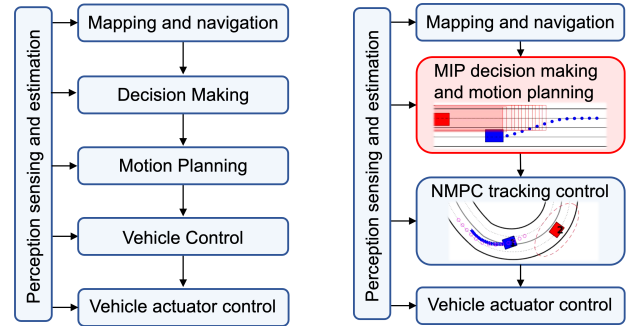 Perception sensing and estimation
Mapping and navigation
Decision Making
Motion Planning
Vehicle Control
Vehicle actuator control
Perception sensing and estimation
Mapping and navigation
MIP decision making
and motion planning
NMPC tracking control
Vehicle actuator control